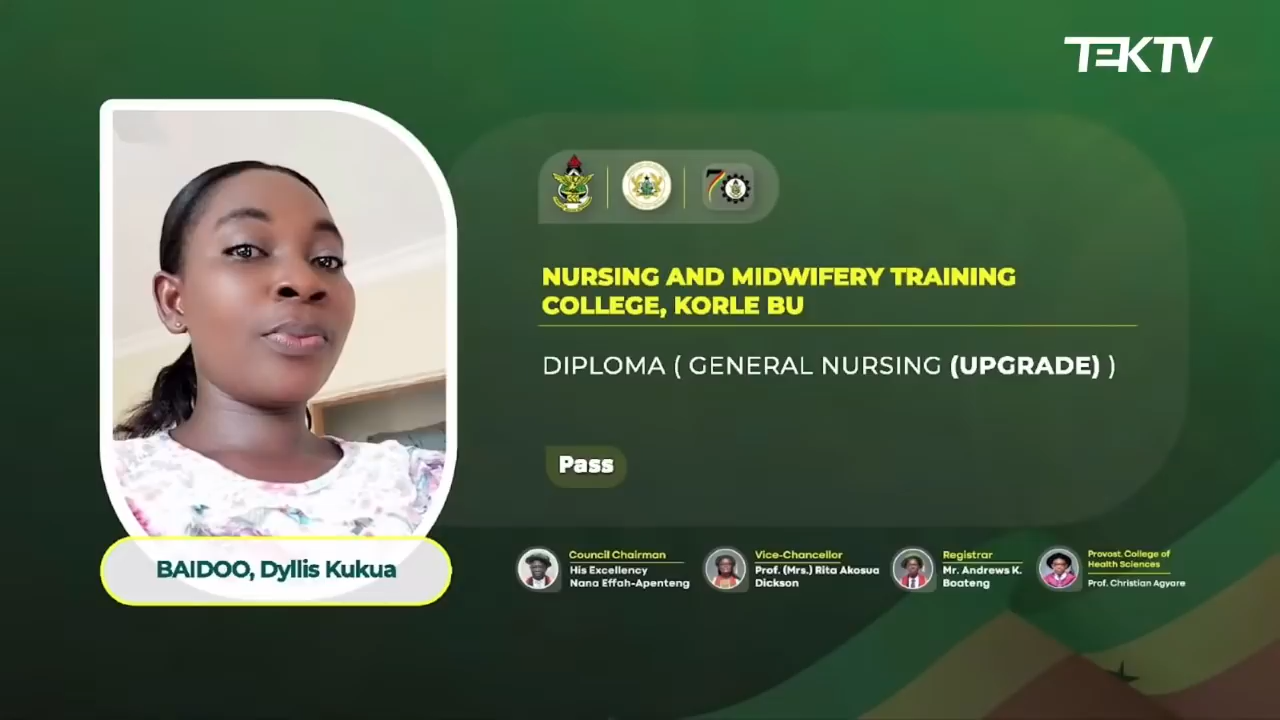 TEKTV
NURSING AND MIDWIFERY TRAINING
COLLEGE, KORLE BU
DIPLOMA ( GENERAL NURSING (UPGRADE) )
Pass
BAIDOO, Dyllis Kukua
Council Chairman
His Excellency
Nana Effah-Apenteng
Vice-Chancellor
Prof. (Mrs.) Rita Akosua
Dickson
Registrar
Mr. Andrews K.
Boateng
Provost, College of
Health Sciences
Prof. Christian Agyare